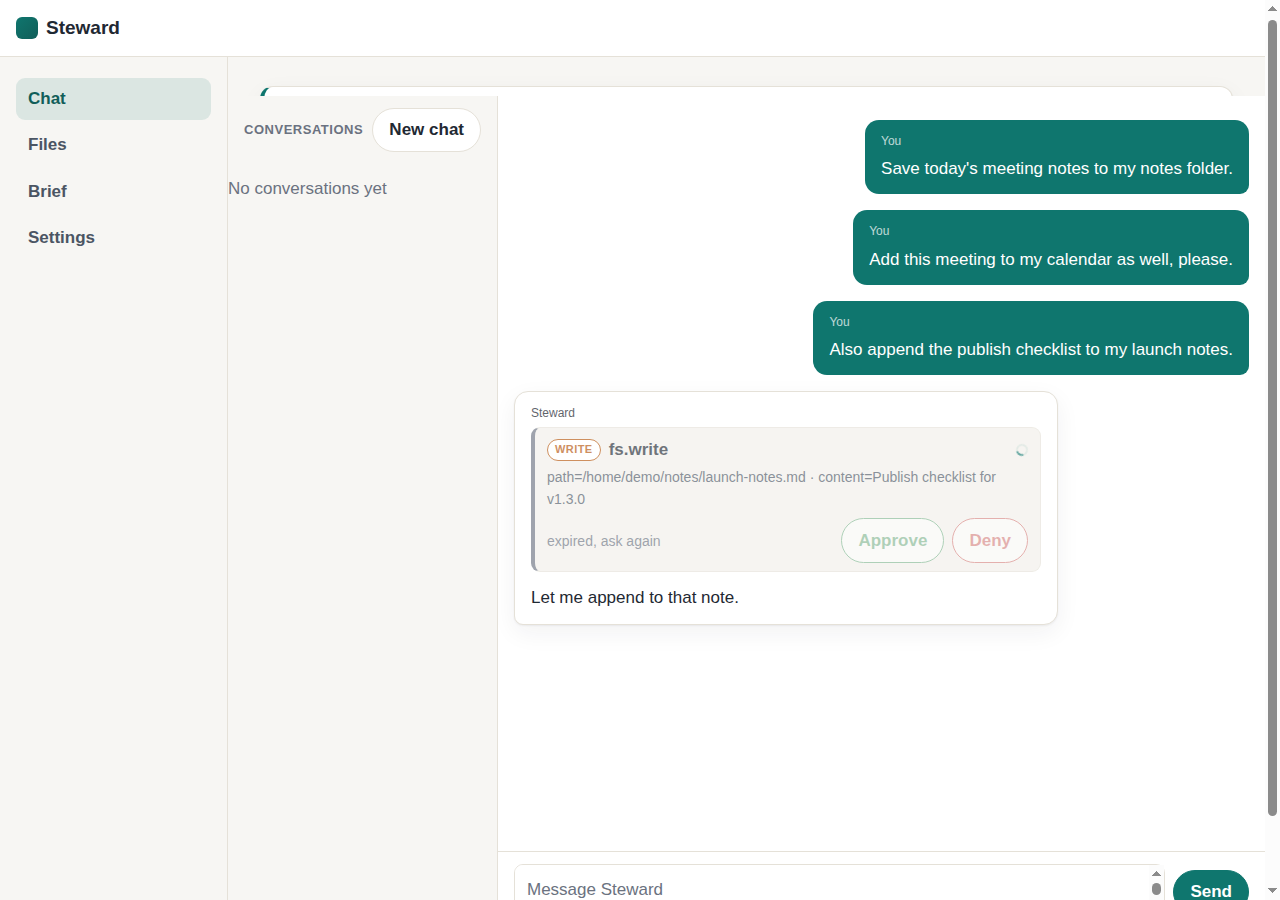 Steward
Chat
Files
Brief
Settings
CONVERSATIONS
New chat
No conversations yet
You
Save today's meeting notes to my notes folder.
You
Add this meeting to my calendar as well, please.
You
Also append the publish checklist to my launch notes.
Steward
WRITE fs.write
path=/home/demo/notes/launch-notes.md · content=Publish checklist for
v1.3.0
expired, ask again
Approve
Deny
Let me append to that note.
Message Steward
Send